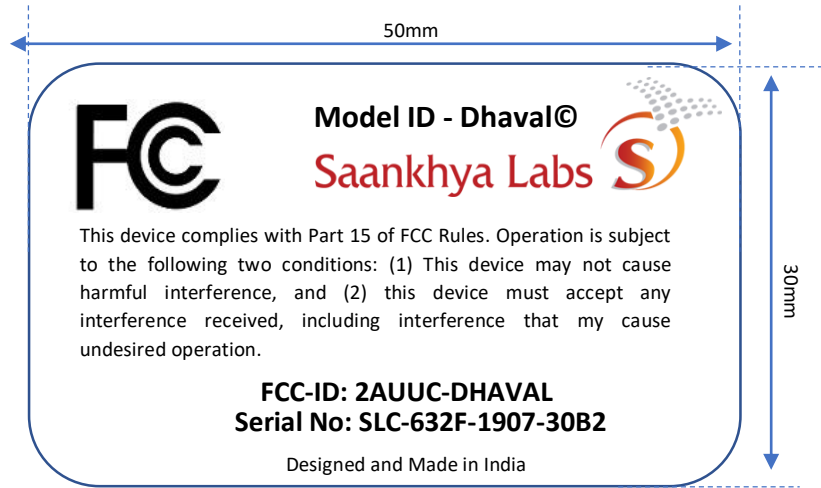 50mm
FCC
Model ID - Dhaval©
Saankhya Labs
S
This device complies with Part 15 of FCC Rules. Operation is subject
to the following two conditions: (1) This device may not cause
harmful interference, and (2) this device must accept any
interference received, including interference that my cause
undesired operation.
30mm
FCC-ID: 2AUUC-DHAVAL
Serial No: SLC-632F-1907-30B2
Designed and Made in India